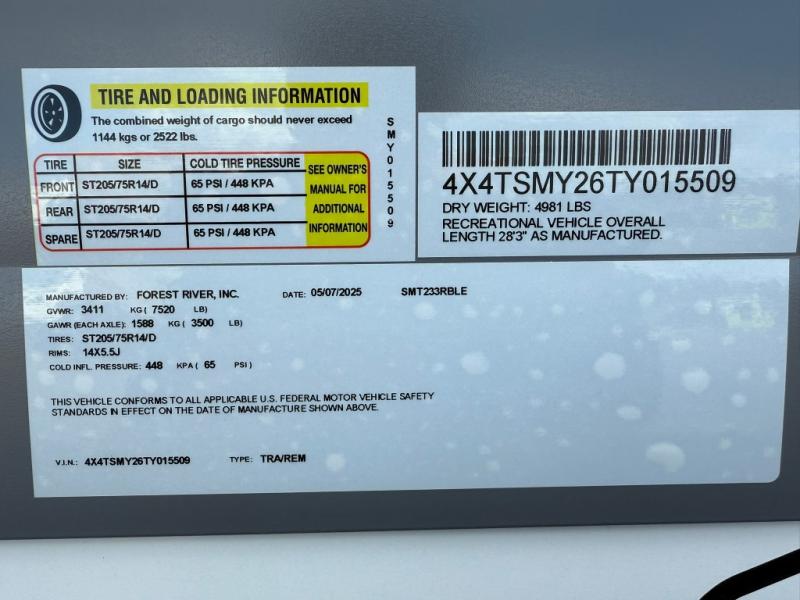 TIRE AND LOADING INFORMATION
The combined weight of cargo should never exceed
1144 kgs or 2522 lbs.
TIRE SIZE COLD TIRE PRESSURE
FRONT ST205/75R14/D 65 PSI / 448 KPA
REAR ST205/75R14/D 65 PSI / 448 KPA
SPARE ST205/75R14/D 65 PSI / 448 KPA
SEE OWNER'S
MANUAL FOR
ADDITIONAL
INFORMATION
SMY015509
4X4TSMY26TY015509
DRY WEIGHT: 4981 LBS
RECREATIONAL VEHICLE OVERALL
LENGTH 28'3" AS MANUFACTURED.
MANUFACTURED BY: FOREST RIVER, INC. DATE: 05/07/2025 SMT233RBLE
GVWR: 3411 KG ( 7520 LB)
GAWR (EACH AXLE): 1588 KG ( 3500 LB)
TIRES: ST205/75R14/D
RIMS: 14X5.5J
COLD INFL. PRESSURE: 448 KPA ( 65 PSI )
THIS VEHICLE CONFORMS TO ALL APPLICABLE U.S. FEDERAL MOTOR VEHICLE SAFETY
STANDARDS IN EFFECT ON THE DATE OF MANUFACTURE SHOWN ABOVE.
V.I.N.: 4X4TSMY26TY015509 TYPE: TRA/REM